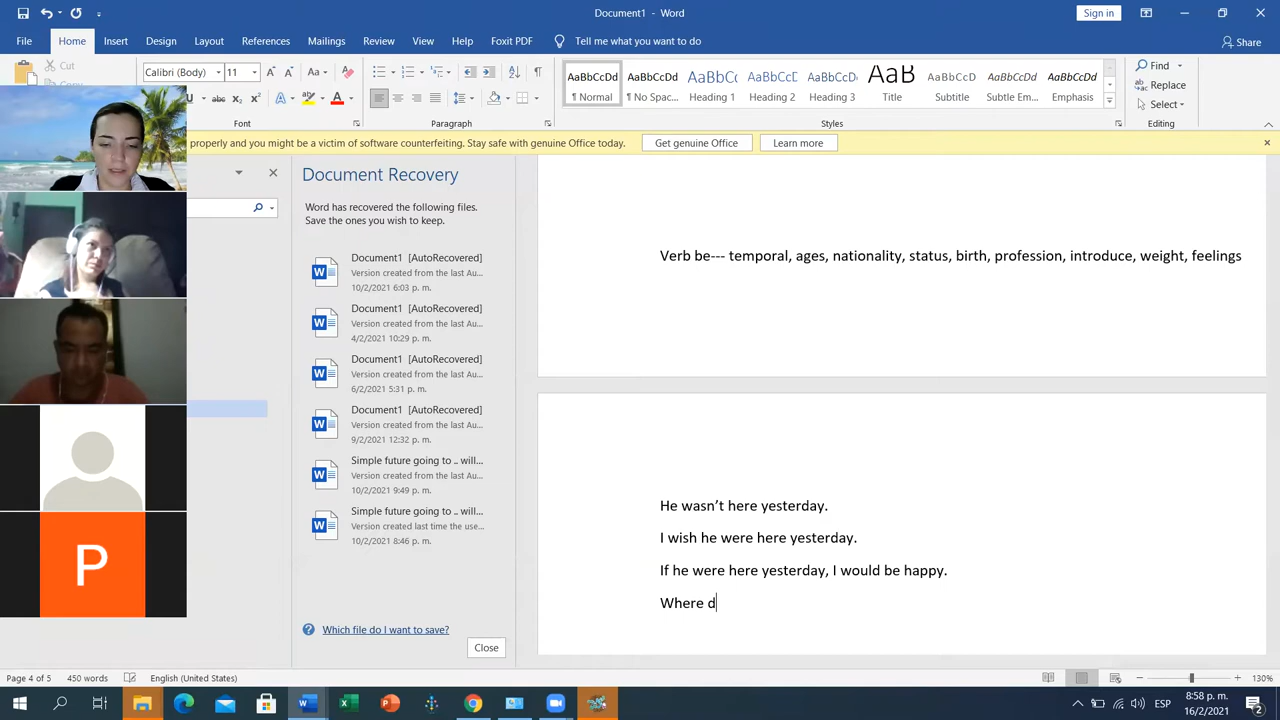 Document1 - Word
Sign in
File Home Insert Design Layout References Mailings Review View Help Foxit PDF Tell me what you want to do
Share
Cut
Calibri (Body) 11
AaBbCcDd AaBbCcDd AaBbC AaBbCcD AaBbCcD AaB AaBbCcD AaBbCcDd AaBbCcDd
¶ Normal ¶ No Spac... Heading 1 Heading 2 Heading 3 Title Subtitle Subtle Em... Emphasis
Find
Replace
Select
Font Paragraph Styles Editing
properly and you might be a victim of software counterfeiting. Stay safe with genuine Office today.
Get genuine Office
Learn more
Document Recovery
Word has recovered the following files.
Save the ones you wish to keep.
Document1 [AutoRecovered]
Version created from the last Au...
10/2/2021 6:03 p. m.
Document1 [AutoRecovered]
Version created from the last Au...
4/2/2021 10:29 p. m.
Document1 [AutoRecovered]
Version created from the last Au...
6/2/2021 5:31 p. m.
Document1 [AutoRecovered]
Version created from the last Au...
9/2/2021 12:32 p. m.
Simple future going to .. will...
Version created from the last Au...
10/2/2021 9:49 p. m.
Simple future going to .. will...
Version created last time the use...
10/2/2021 8:46 p. m.
Which file do I want to save?
Close
Verb be--- temporal, ages, nationality, status, birth, profession, introduce, weight, feelings
He wasn’t here yesterday.
I wish he were here yesterday.
If he were here yesterday, I would be happy.
Where d
P
Page 4 of 5 450 words English (United States)
130%
ESP
8:58 p. m.
16/2/2021
2